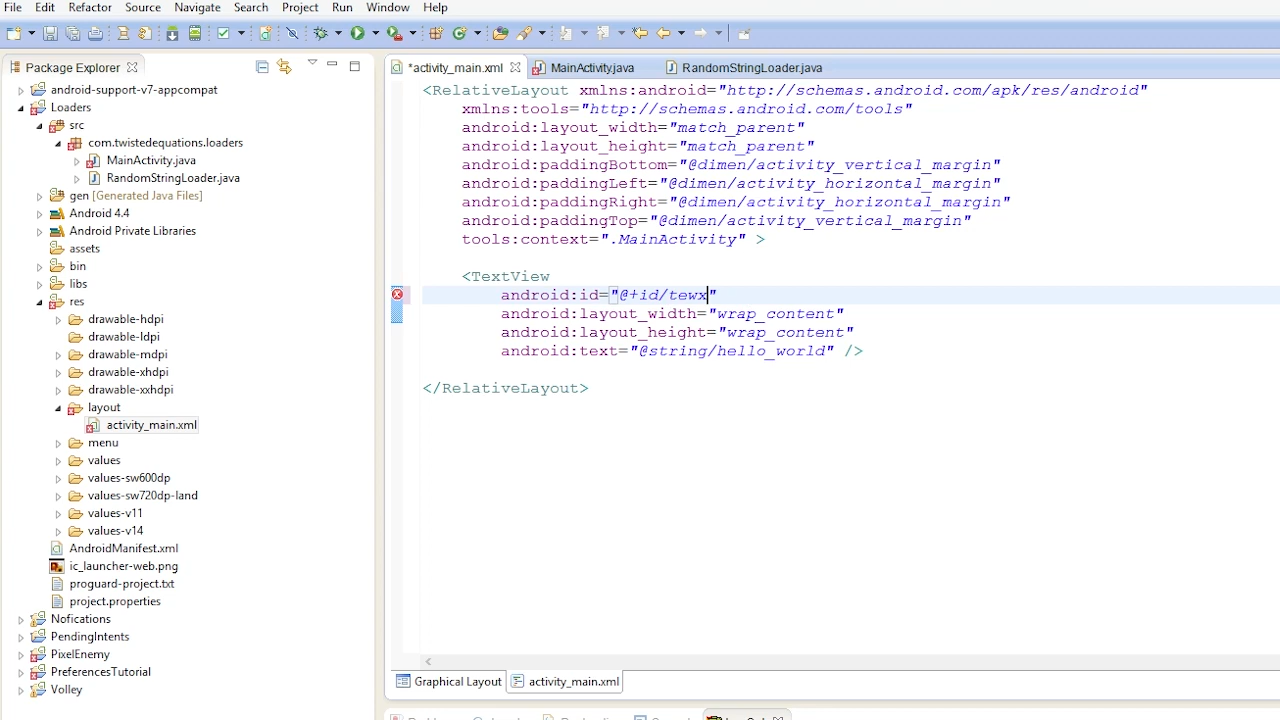 File Edit Refactor Source Navigate Search Project Run Window Help
Package Explorer
*activity_main.xml MainActivity.java RandomStringLoader.java
android-support-v7-appcompat
Loaders
src
com.twistedequations.loaders
MainActivity.java
RandomStringLoader.java
gen [Generated Java Files]
Android 4.4
Android Private Libraries
assets
bin
libs
res
drawable-hdpi
drawable-ldpi
drawable-mdpi
drawable-xhdpi
drawable-xxhdpi
layout
activity_main.xml
menu
values
values-sw600dp
values-sw720dp-land
values-v11
values-v14
AndroidManifest.xml
ic_launcher-web.png
proguard-project.txt
project.properties
Nofications
PendingIntents
PixelEnemy
PreferencesTutorial
Volley
<RelativeLayout xmlns:android="http://schemas.android.com/apk/res/android"
xmlns:tools="http://schemas.android.com/tools"
android:layout_width="match_parent"
android:layout_height="match_parent"
android:paddingBottom="@dimen/activity_vertical_margin"
android:paddingLeft="@dimen/activity_horizontal_margin"
android:paddingRight="@dimen/activity_horizontal_margin"
android:paddingTop="@dimen/activity_vertical_margin"
tools:context=".MainActivity" >
<TextView
android:id="@+id/tewx"
android:layout_width="wrap_content"
android:layout_height="wrap_content"
android:text="@string/hello_world" />
</RelativeLayout>
Graphical Layout activity_main.xml